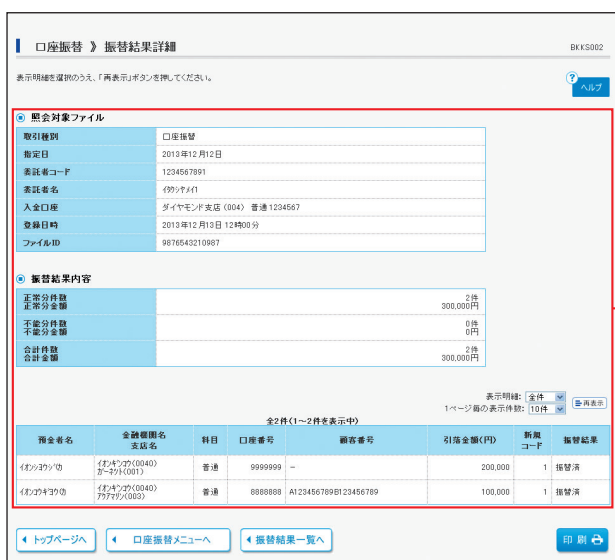 口座振替 》 振替結果詳細
BKKS002
表示明細を選択のうえ、「再表示」ボタンを押してください。
? ヘルプ
照会対象ファイル
取引種別 口座振替
指定日 2013年12月12日
委託者コード 1234567891
委託者名 イタクシヤメイ1
入金口座 ダイヤモンド支店(004) 普通 1234567
登録日時 2013年12月13日 12時00分
ファイルID 9876543210987
振替結果内容
正常分件数 2件
正常分金額 300,000円
不能分件数 0件
不能分金額 0円
合計件数 2件
合計金額 300,000円
表示明細: 全件
1ページ毎の表示件数: 10件 再表示
全2件(1~2件を表示中)
預金者名 金融機関名 支店名 科目 口座番号 顧客番号 引落金額(円) 新規コード 振替結果
イオンギンコウ(0040)
ガーネット(001)
普通 9999999 − 200,000 1 振替済
イオンギンコウ(0040)
アクアマリン(003)
普通 8888888 A123456789B123456789 100,000 1 振替済
トップページへ
口座振替メニューへ
振替結果一覧へ
印刷